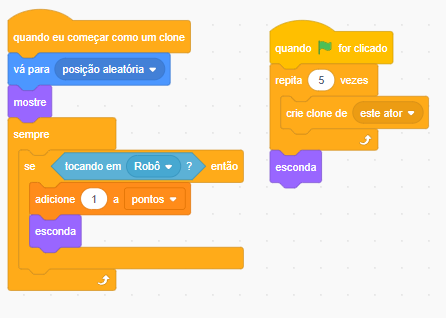 quando eu começar como um clone
vá para posição aleatória
mostre
sempre
se tocando em Robô ? então
adicione 1 a pontos
esconda
quando for clicado
repita 5 vezes
crie clone de este ator
esconda